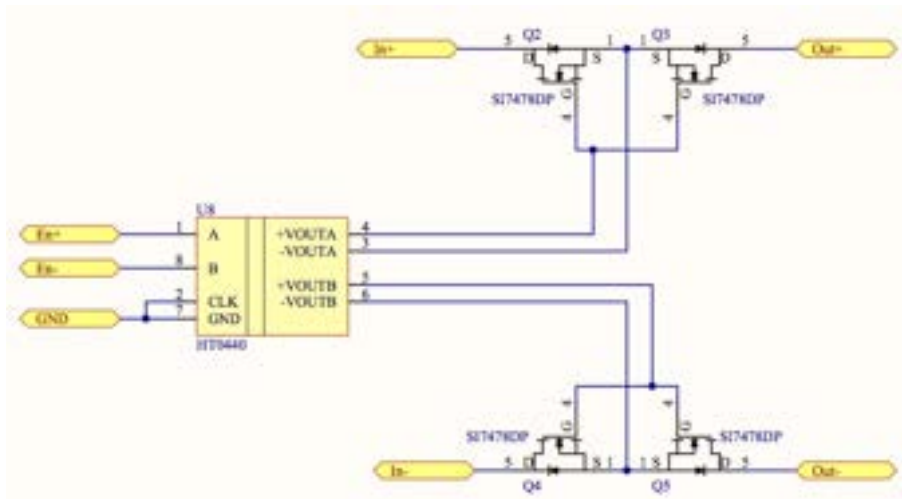 Q2 Q3
In+ 5 1 1 5 Out+
D S S D
G G
SI7478DP SI7478DP
4 4
U8
En+ 1 A +VOUTA 4
-VOUTA 3
En- 8 B +VOUTB 5
2 CLK -VOUTB 6
GND 7 GND
HT0440
4 4
SI7478DP G G SI7478DP
In- 5 D S 1 1 S D 5 Out-
Q4 Q5